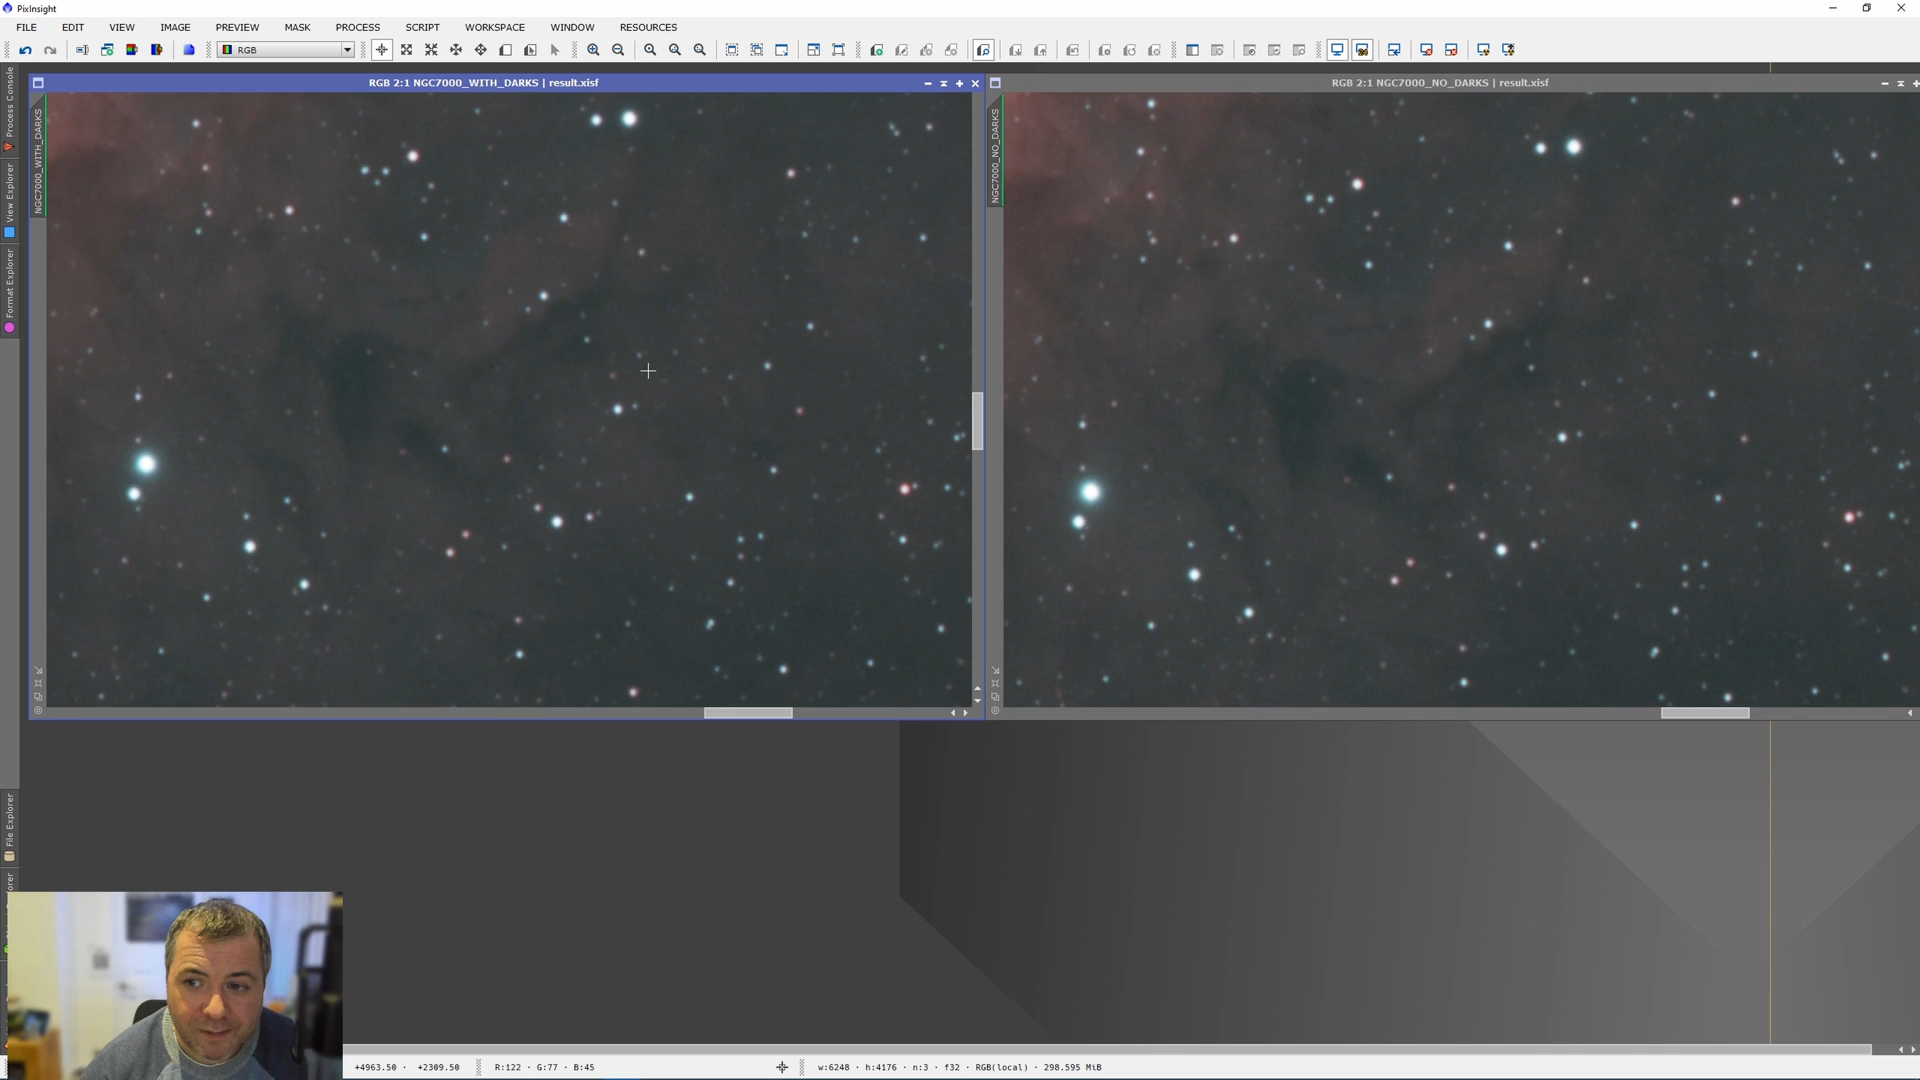 PixInsight
FILE EDIT VIEW IMAGE PROCESS SCRIPT WORKSPACE WINDOW RESOURCES
RGB
RGB 2:1 NGC7000_WITH_DARKS | result.xisf
RGB 2:1 NGC7000_NO_DARKS | result.xisf
Process Console
View Explorer
Format Explorer
File Explorer
NGC7000_WITH_DARKS
NGC7000_NO_DARKS
+4963.50 · +2309.50
R:122 · G:77 · B:45
w:6248 · h:4176 · n:3 · f32 · RGB(local) · 298.595 MiB